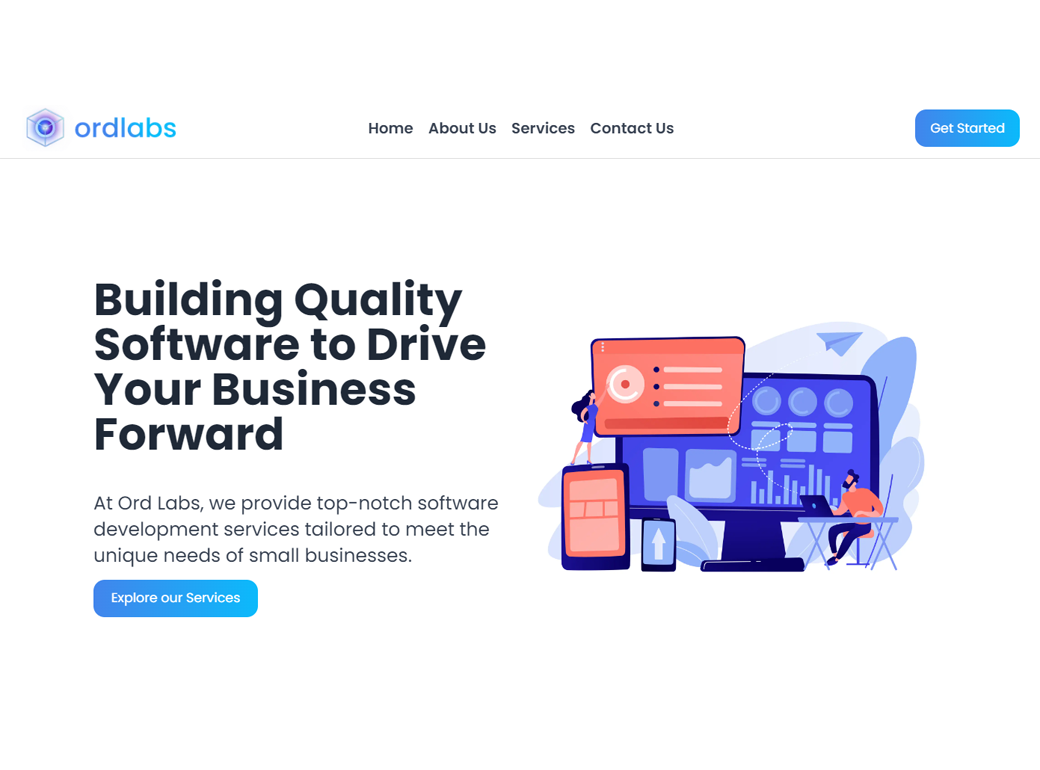 ordlabs
Home About Us Services Contact Us
Get Started
Building Quality
Software to Drive
Your Business
Forward
At Ord Labs, we provide top-notch software
development services tailored to meet the
unique needs of small businesses.
Explore our Services